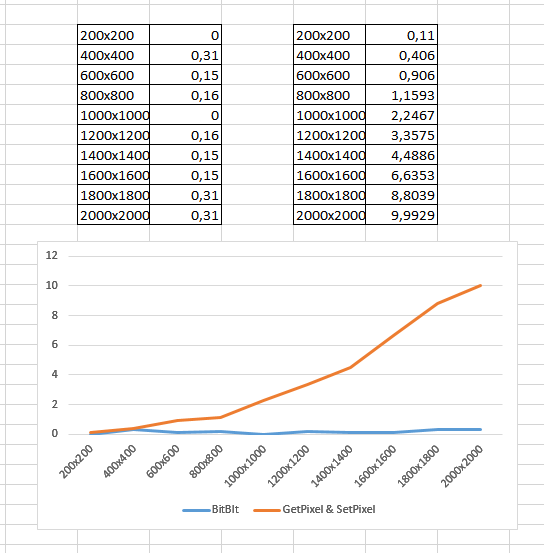 200x200 0 200x200 0,11
400x400 0,31 400x400 0,406
600x600 0,15 600x600 0,906
800x800 0,16 800x800 1,1593
1000x1000 0 1000x1000 2,2467
1200x1200 0,16 1200x1200 3,3575
1400x1400 0,15 1400x1400 4,4886
1600x1600 0,15 1600x1600 6,6353
1800x1800 0,31 1800x1800 8,8039
2000x2000 0,31 2000x2000 9,9929
12
10
8
6
4
2
0
200x200 400x400 600x600 800x800 1000x1000 1200x1200 1400x1400 1600x1600 1800x1800 2000x2000
BitBlt GetPixel & SetPixel